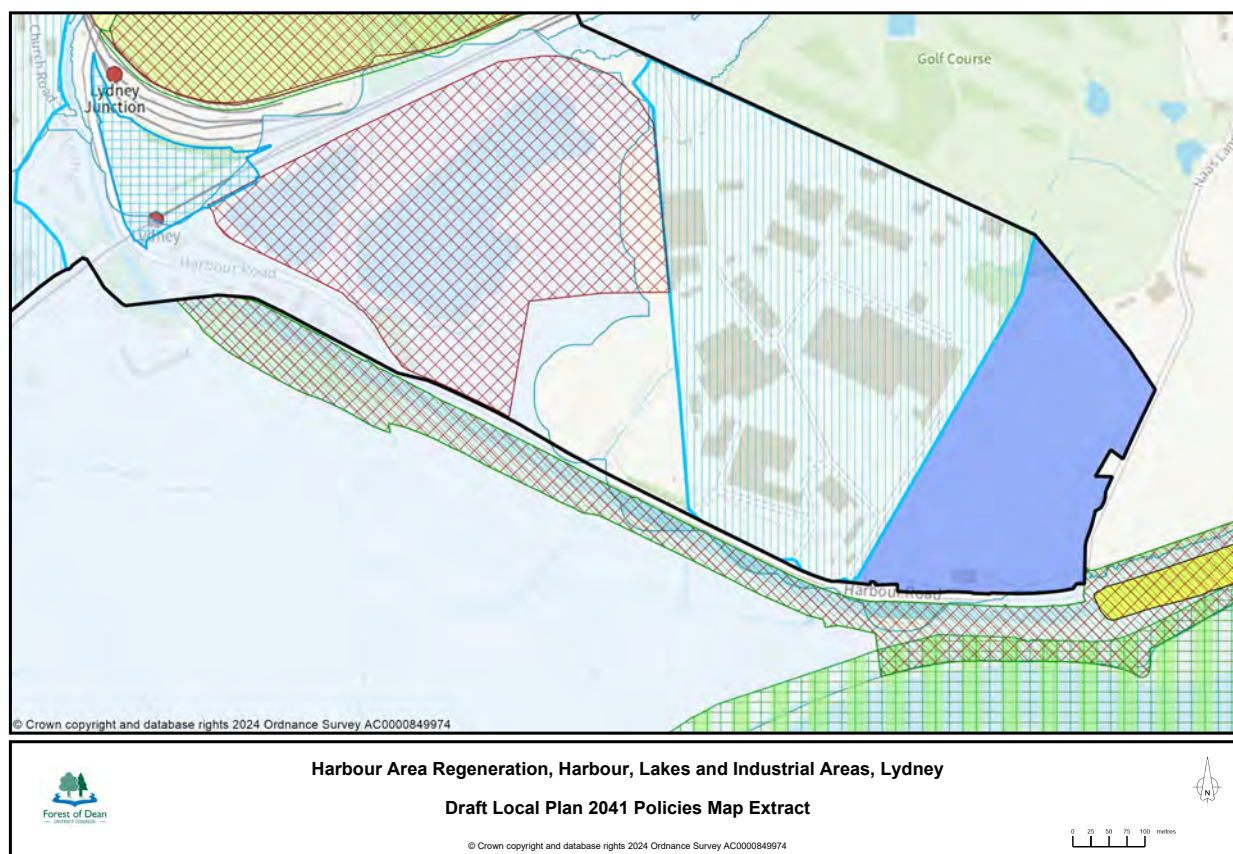 Golf Course
Church Road
Lydney
Junction
Naas Lane
Lydney
Harbour Road
Harbour Road
© Crown copyright and database rights 2024 Ordnance Survey AC0000849974
Harbour Area Regeneration, Harbour, Lakes and Industrial Areas, Lydney
Draft Local Plan 2041 Policies Map Extract
© Crown copyright and database rights 2024 Ordnance Survey AC0000849974
Forest of Dean
DISTRICT COUNCIL
N
0 25 50 75 100 metres